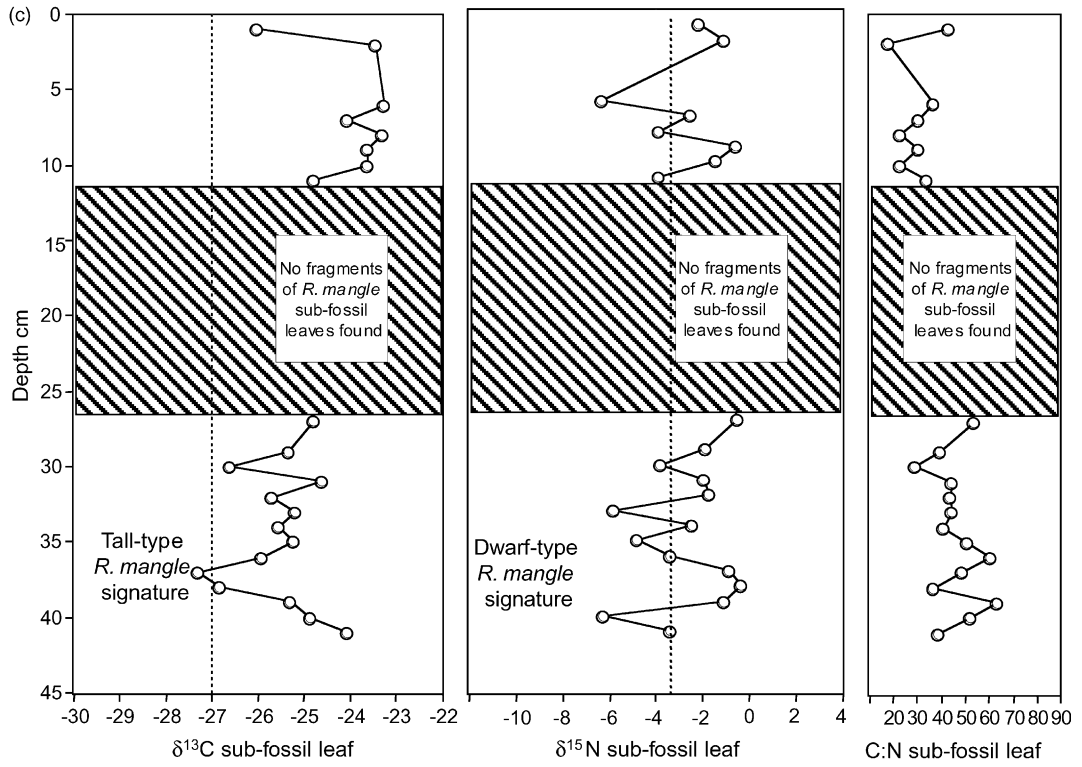 (c)
0
5
10
15
20
25
30
35
40
45
Depth cm
No fragments
of R. mangle
sub-fossil
leaves found
Tall-type
R. mangle
signature
-30 -29 -28 -27 -26 -25 -24 -23 -22
δ13C sub-fossil leaf
No fragments
of R. mangle
sub-fossil
leaves found
Dwarf-type
R. mangle
signature
-10 -8 -6 -4 -2 0 2 4
δ15N sub-fossil leaf
No fragments
of R. mangle
sub-fossil
leaves found
20 30 40 50 60 70 80 90
C:N sub-fossil leaf